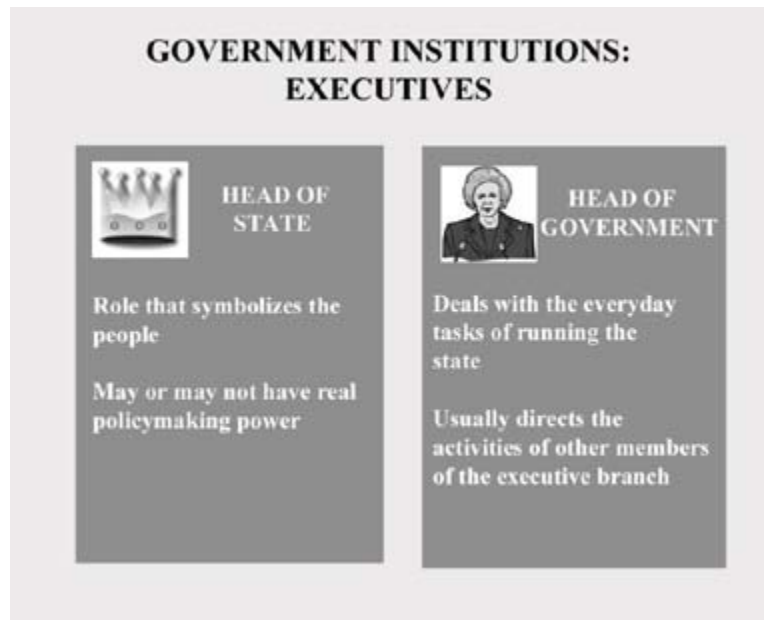 GOVERNMENT INSTITUTIONS:
EXECUTIVES
HEAD OF
STATE
Role that symbolizes the
people
May or may not have real
policymaking power
HEAD OF
GOVERNMENT
Deals with the everyday
tasks of running the
state
Usually directs the
activities of other members
of the executive branch